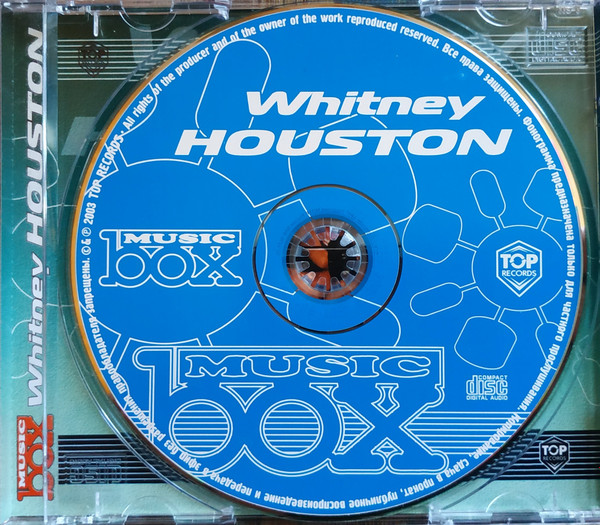 Whitney
HOUSTON
MUSIC
box
TOP
RECORDS
MUSIC
box
COMPACT
disc
DIGITAL AUDIO
© & ℗ 2003 TOP RECORDS. All rights of the producer and of the owner of the work reproduced reserved. Все права защищены. Фонограмма предназначена только для частного прослушивания. Копирование, сдача в прокат, публичное воспроизведение и передача в эфир без разрешения правообладателя запрещены.
MUSIC
box
Whitney HOUSTON
TOP
RECORDS